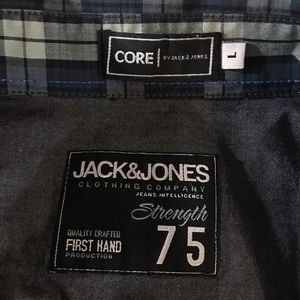 CORE BY JACK&JONES
L
JACK&JONES
CLOTHING COMPANY
JEANS INTELLIGENCE
Strength
QUALITY CRAFTED
FIRST HAND
PRODUCTION
75